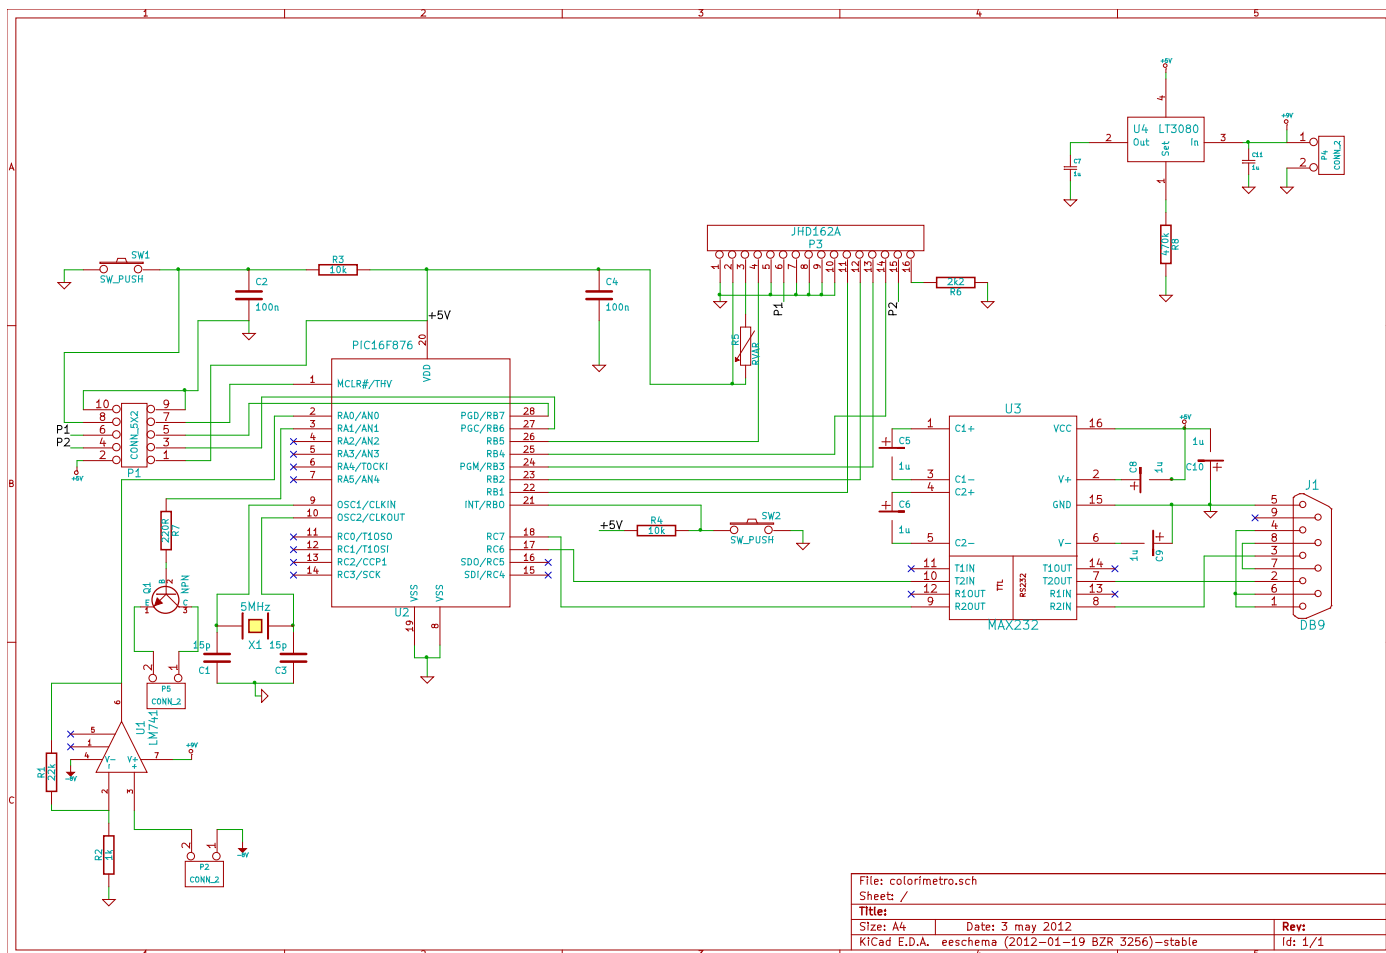 1 2 3 4 5
A
B
C
+5V
4
U4 LT3080
2 Out In 3
Set
1
470k
R8
C7
1u
C11
1u
+9V
1
2
P4
CONN_2
JHD162A
P3
1 2 3 4 5 6 7 8 9 10 11 12 13 14 15 16
P1
P2
2k2
R6
R5
RVAR
SW1
SW_PUSH
R3
10k
C2
100n
C4
100n
+5V
20
PIC16F876
VDD
1 MCLR#/THV
2 RA0/AN0
3 RA1/AN1
4 RA2/AN2
5 RA3/AN3
6 RA4/T0CKI
7 RA5/AN4
9 OSC1/CLKIN
10 OSC2/CLKOUT
11 RC0/T1OSO
12 RC1/T1OSI
13 RC2/CCP1
14 RC3/SCK
PGD/RB7 28
PGC/RB6 27
RB5 26
RB4 25
PGM/RB3 24
RB2 23
RB1 22
INT/RB0 21
RC7 18
RC6 17
SDO/RC5 16
SDI/RC4 15
VSS VSS
U2
19 8
10 9
8 7
6 5
4 3
2 1
CONN_5X2
P1
P1
P2
+5V
220R
R7
Q1
NPN
B
2
E C
1 3
5MHz
X1
15p
C1
15p
C3
2 1
P5
CONN_2
6
U1
LM741
5
1
4 V-
V+ 7
- +
+9V
-9V
2 3
R1
22k
R2
1k
2 1
P2
CONN_2
-9V
+5V
R4
10k
SW2
SW_PUSH
U3
1 C1+
3 C1-
4 C2+
5 C2-
11 T1IN
10 T2IN
12 R1OUT
9 R2OUT
VCC 16
V+ 2
GND 15
V- 6
T1OUT 14
T2OUT 7
R1IN 13
R2IN 8
TTL
RS232
MAX232
C5
1u
C6
1u
+5V
C8
1u
1u
C10
1u
C9
J1
5
9
4
8
3
7
2
6
1
DB9
File: colorimetro.sch
Sheet: /
Title:
Size: A4 Date: 3 may 2012 Rev:
KiCad E.D.A. eeschema (2012-01-19 BZR 3256)-stable Id: 1/1